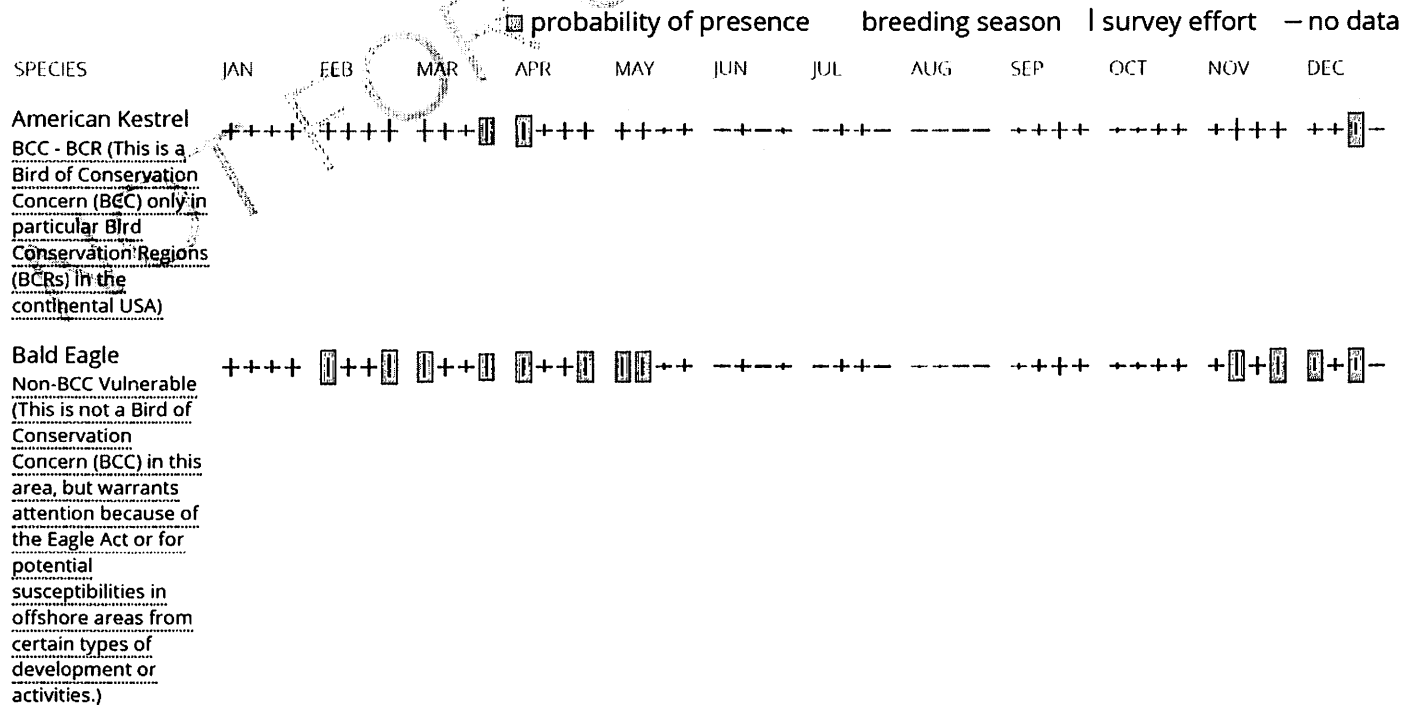 probability of presence breeding season | survey effort — no data
SPECIES JAN FEB MAR APR MAY JUN JUL AUG SEP OCT NOV DEC
American Kestrel
BCC - BCR (This is a
Bird of Conservation
Concern (BCC) only in
particular Bird
Conservation Regions
(BCRs) in the
continental USA)
Bald Eagle
Non-BCC Vulnerable
(This is not a Bird of
Conservation
Concern (BCC) in this
area, but warrants
attention because of
the Eagle Act or for
potential
susceptibilities in
offshore areas from
certain types of
development or
activities.)